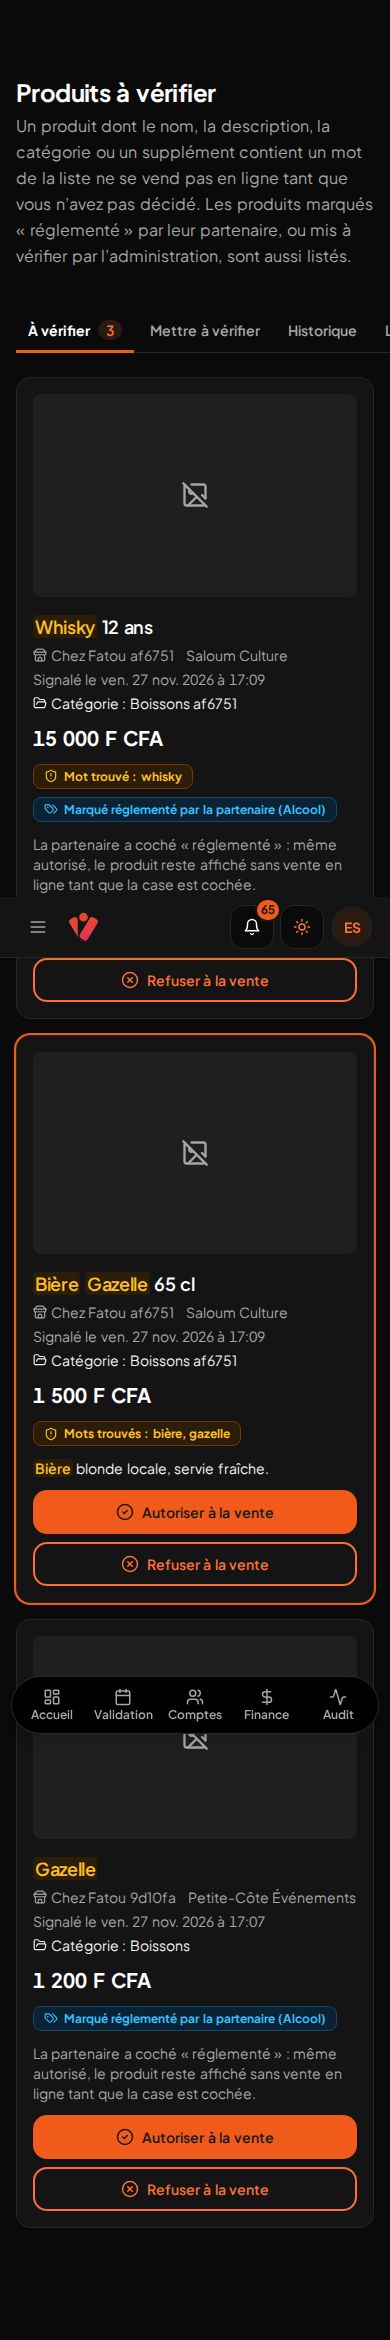 Produits à vérifier
Un produit dont le nom, la description, la
catégorie ou un supplément contient un mot
de la liste ne se vend pas en ligne tant que
vous n’avez pas décidé. Les produits marqués
« réglementé » par leur partenaire, ou mis à
vérifier par l’administration, sont aussi listés.
À vérifier 3 Mettre à vérifier Historique
Whisky 12 ans
Chez Fatou af6751 Saloum Culture
Signalé le ven. 27 nov. 2026 à 17:09
Catégorie : Boissons af6751
15 000 F CFA
Mot trouvé : whisky
Marqué réglementé par la partenaire (Alcool)
La partenaire a coché « réglementé » : même
autorisé, le produit reste affiché sans vente en
ligne tant que la case est cochée.
65
ES
Refuser à la vente
Bière Gazelle 65 cl
Chez Fatou af6751 Saloum Culture
Signalé le ven. 27 nov. 2026 à 17:09
Catégorie : Boissons af6751
1 500 F CFA
Mots trouvés : bière, gazelle
Bière blonde locale, servie fraîche.
Autoriser à la vente
Refuser à la vente
Accueil Validation Comptes Finance Audit
Gazelle
Chez Fatou 9d10fa Petite-Côte Événements
Signalé le ven. 27 nov. 2026 à 17:07
Catégorie : Boissons
1 200 F CFA
Marqué réglementé par la partenaire (Alcool)
La partenaire a coché « réglementé » : même
autorisé, le produit reste affiché sans vente en
ligne tant que la case est cochée.
Autoriser à la vente
Refuser à la vente